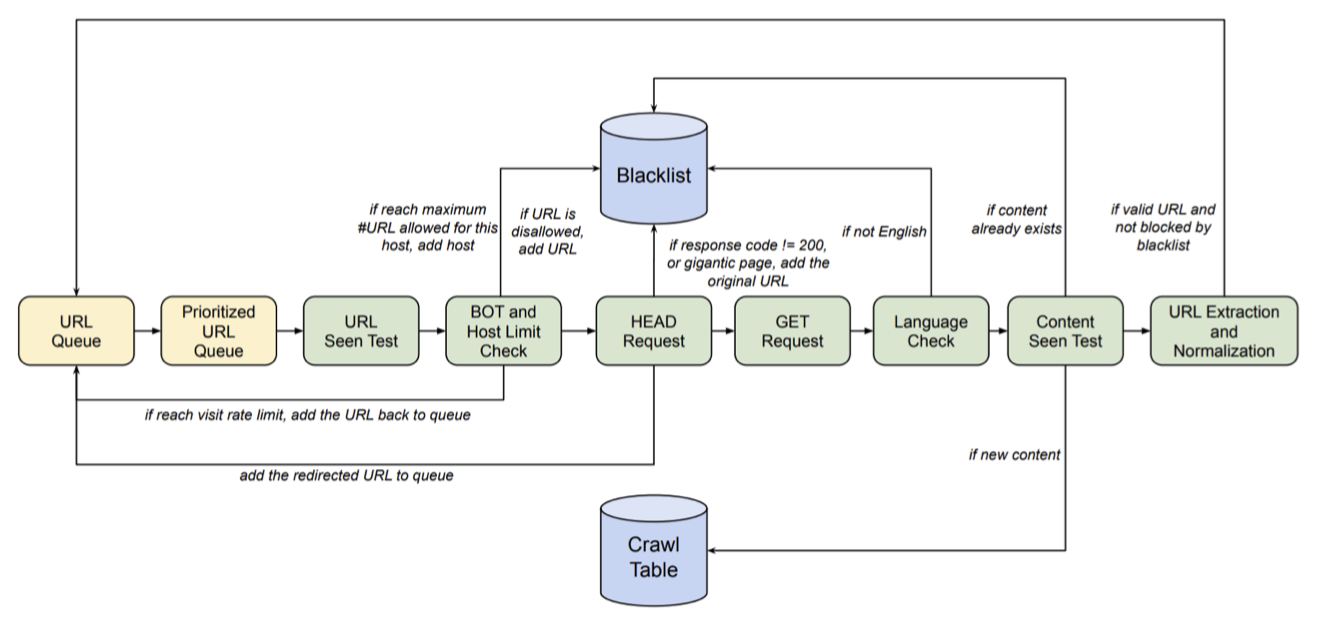 Blacklist
if reach maximum
#URL allowed for this
host, add host
if URL is
disallowed,
add URL
if response code != 200,
or gigantic page, add the
original URL
if not English
if content
already exists
if valid URL and
not blocked by
blacklist
URL
Queue
Prioritized
URL
Queue
URL
Seen Test
BOT and
Host Limit
Check
HEAD
Request
GET
Request
Language
Check
Content
Seen Test
URL Extraction
and
Normalization
if reach visit rate limit, add the URL back to queue
add the redirected URL to queue
if new content
Crawl
Table